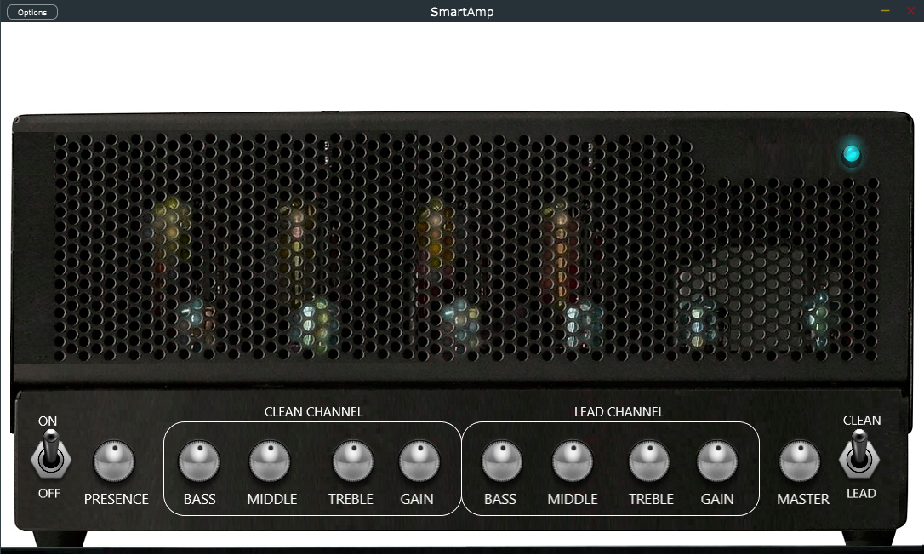 Options
SmartAmp
CLEAN CHANNEL
LEAD CHANNEL
ON
CLEAN
OFF
LEAD
PRESENCE
BASS
MIDDLE
TREBLE
GAIN
BASS
MIDDLE
TREBLE
GAIN
MASTER